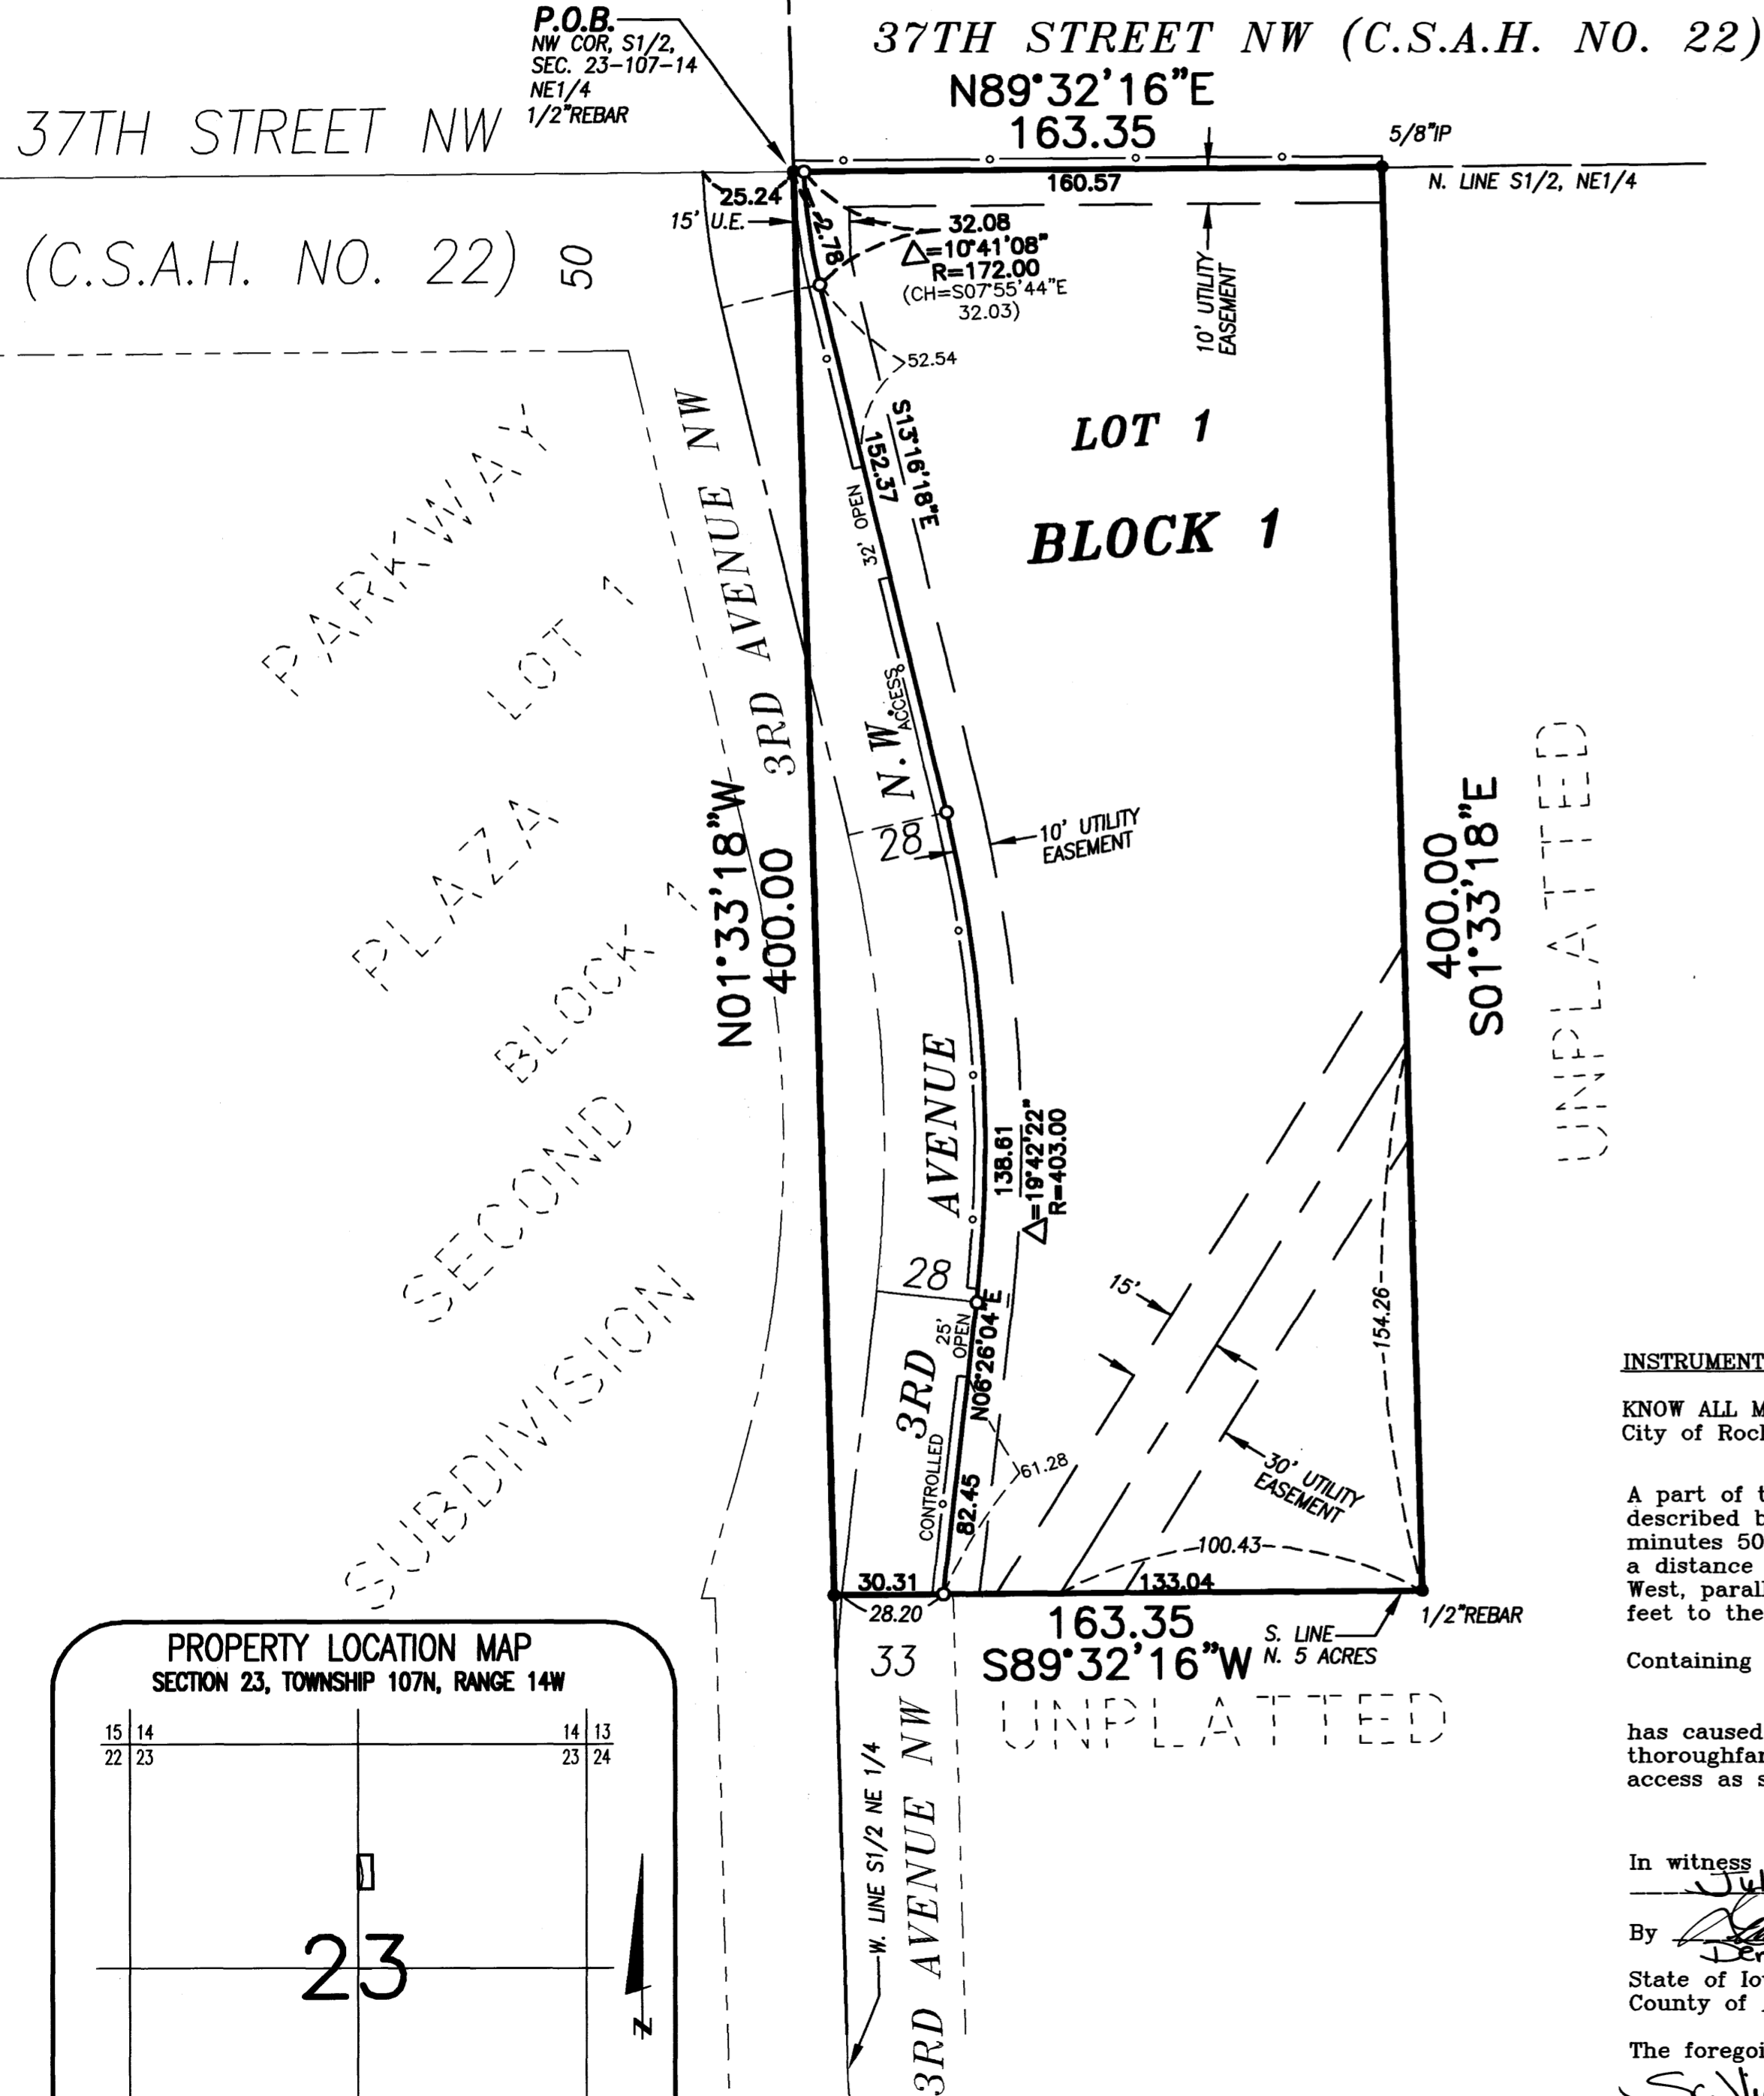 P.O.B.
NW COR, S1/2,
SEC. 23-107-14
NE1/4
1/2"REBAR
37TH STREET NW (C.S.A.H. NO. 22)
N89°32'16"E
163.35
5/8"IP
37TH STREET NW
N. LINE S1/2, NE1/4
160.57
25.24
15' U.E.
2.78
32.08
Δ=10°41'08"
R=172.00
(CH=S07°55'44"E
32.03)
10' UTILITY
EASEMENT
(C.S.A.H. NO. 22)
50
52.54
S13°16'18"E
152.37
32' OPEN
LOT 1
BLOCK 1
PARKWAY
LOT 1
PLAZA
BLOCK 1
SECOND
SUBDIVISION
3RD AVENUE NW
N01°33'18"W
400.00
3RD AVENUE N.W.
ACCESS
28
10' UTILITY
EASEMENT
400.00
S01°33'18"E
UNPLATTED
138.61
Δ=19°42'22"
R=403.00
28
25'
OPEN
N06°26'04"E
82.45
CONTROLLED
61.28
15'
30' UTILITY
EASEMENT
154.26
100.43
30.31
133.04
28.20
163.35
S89°32'16"W
S. LINE
N. 5 ACRES
1/2"REBAR
33
UNPLATTED
W. LINE S1/2 NE 1/4
3RD AVENUE NW
PROPERTY LOCATION MAP
SECTION 23, TOWNSHIP 107N, RANGE 14W
15 14
22 23
14 13
23 24
23
N
INSTRUMENT
KNOW ALL
City of
A part of
described
minutes 50
a distance
West,
feet to the
Containing
has caused
access as
In witness
By
State of
County of
The